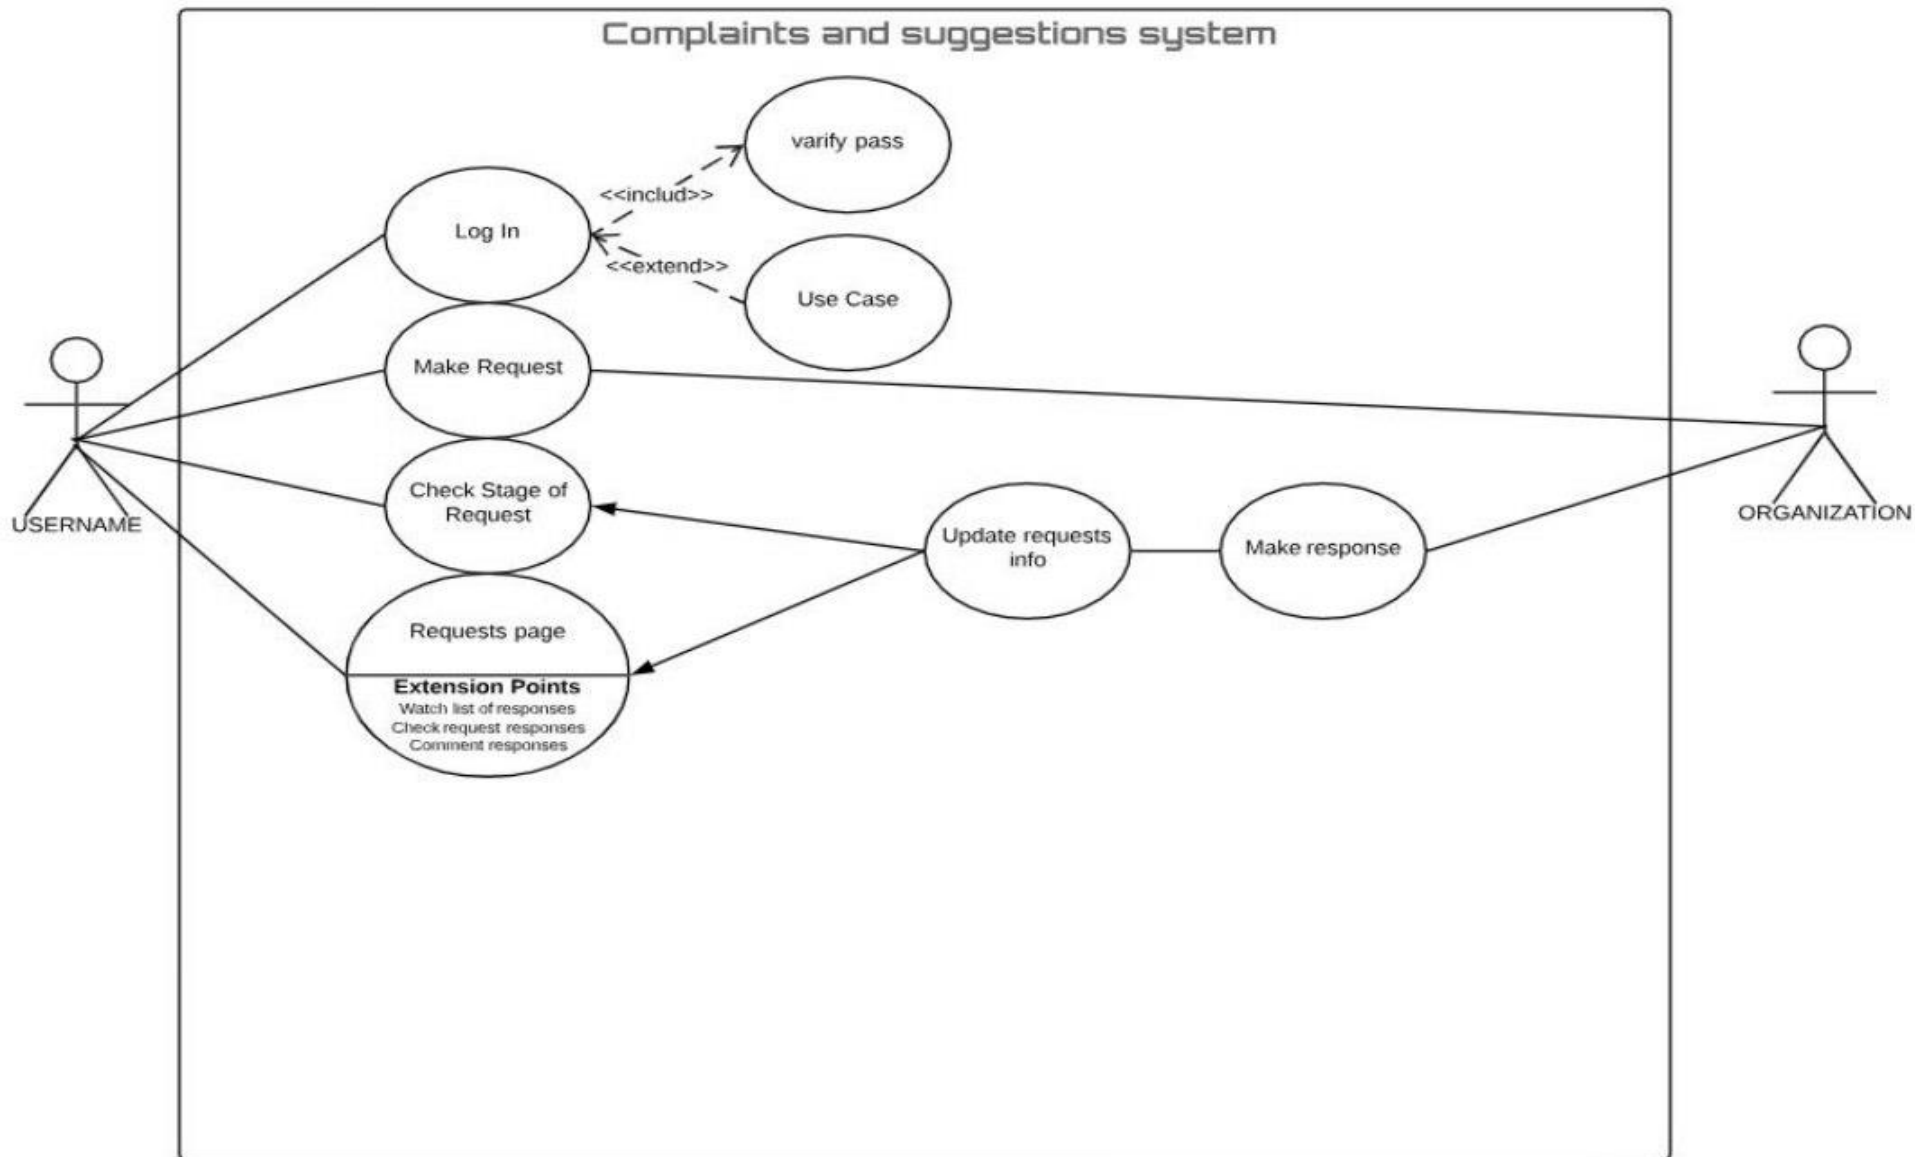 Complaints and suggestions system
varify pass
<<includ>>
Log In
<<extend>>
Use Case
Make Request
Check Stage of
Request
USERNAME
ORGANIZATION
Update requests
info
Make response
Requests page
Extension Points
Watch list of responses
Check request responses
Comment responses